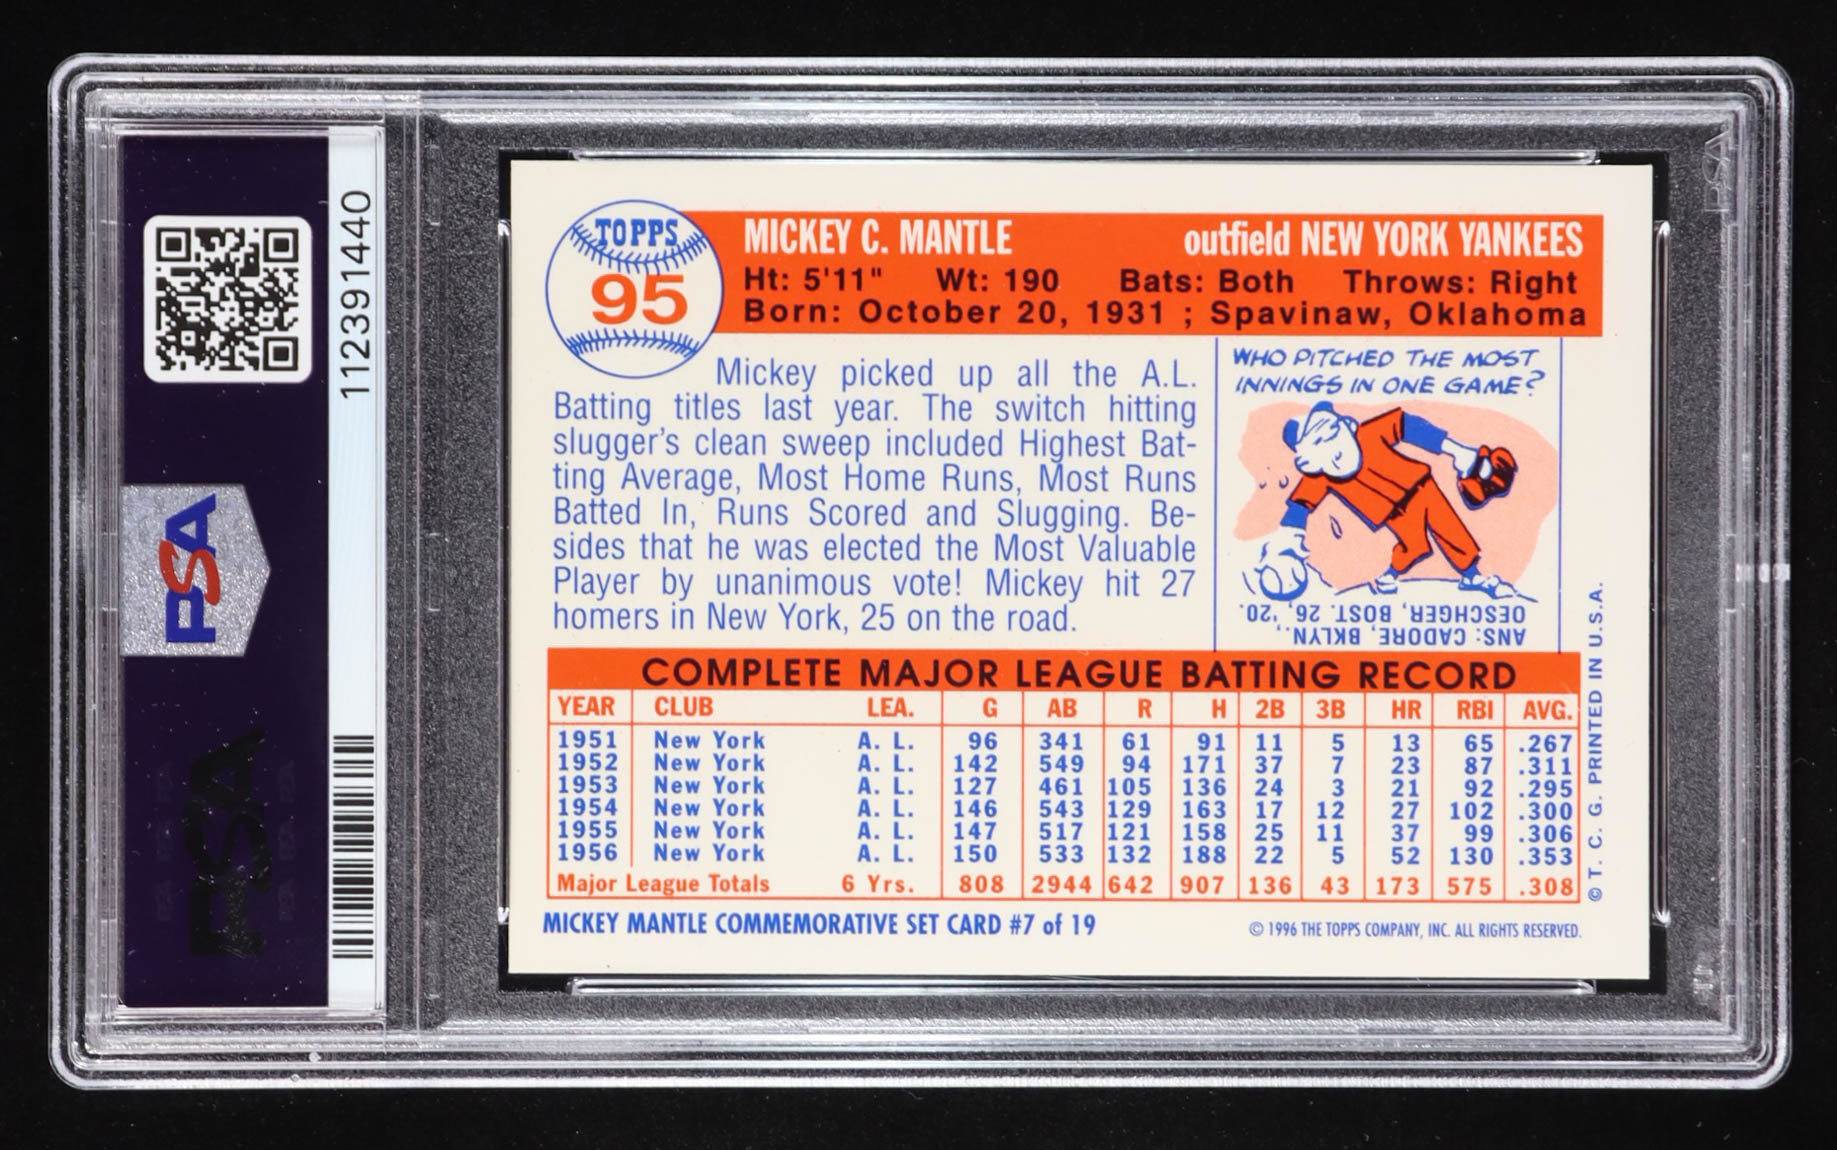 112391440
PSA
PSA
TOPPS
95
MICKEY C. MANTLE outfield NEW YORK YANKEES
Ht: 5'11" Wt: 190 Bats: Both Throws: Right
Born: October 20, 1931 ; Spavinaw, Oklahoma
Mickey picked up all the A.L.
Batting titles last year. The switch hitting
slugger's clean sweep included Highest Bat-
ting Average, Most Home Runs, Most Runs
Batted In, Runs Scored and Slugging. Be-
sides that he was elected the Most Valuable
Player by unanimous vote! Mickey hit 27
homers in New York, 25 on the road.
WHO PITCHED THE MOST
INNINGS IN ONE GAME?
ANS: CADORE, BKLYN.,
OESCHGER, BOST. 26, '20.
COMPLETE MAJOR LEAGUE BATTING RECORD
YEAR CLUB LEA. G AB R H 2B 3B HR RBI AVG.
1951 New York A. L. 96 341 61 91 11 5 13 65 .267
1952 New York A. L. 142 549 94 171 37 7 23 87 .311
1953 New York A. L. 127 461 105 136 24 3 21 92 .295
1954 New York A. L. 146 543 129 163 17 12 27 102 .300
1955 New York A. L. 147 517 121 158 25 11 37 99 .306
1956 New York A. L. 150 533 132 188 22 5 52 130 .353
Major League Totals 6 Yrs. 808 2944 642 907 136 43 173 575 .308
MICKEY MANTLE COMMEMORATIVE SET CARD #7 of 19 © 1996 THE TOPPS COMPANY, INC. ALL RIGHTS RESERVED.
© T. C. G. PRINTED IN U.S.A.
PSA